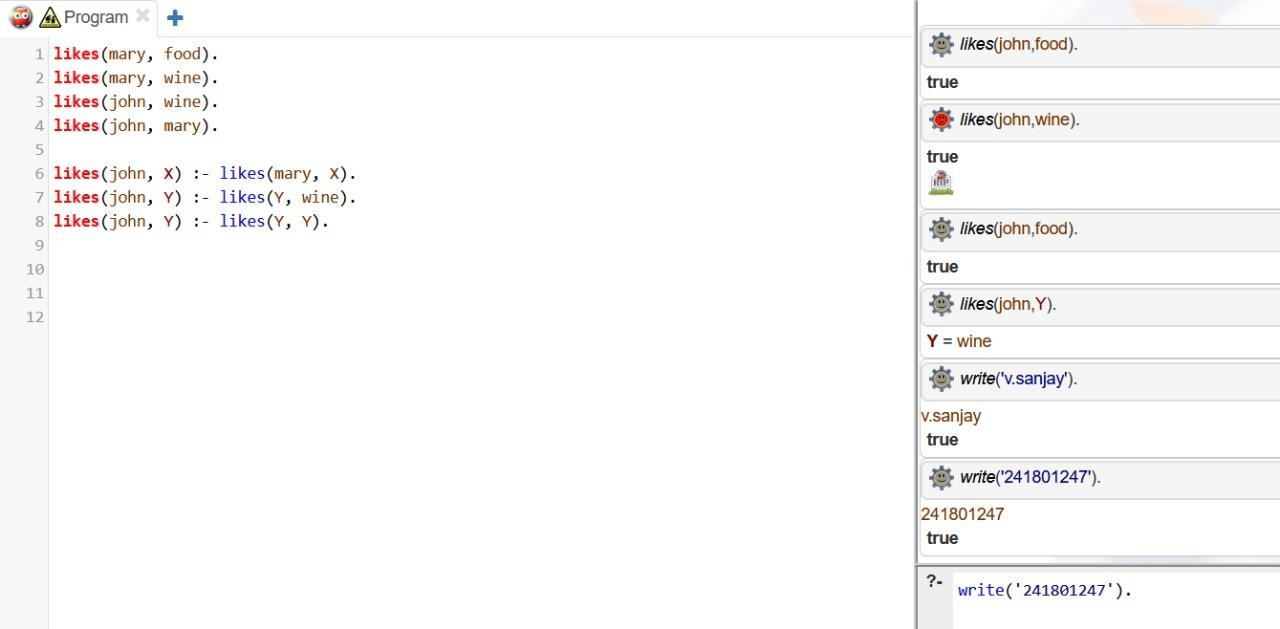 Program
1 likes(mary, food).
2 likes(mary, wine).
3 likes(john, wine).
4 likes(john, mary).
5
6 likes(john, X) :- likes(mary, X).
7 likes(john, Y) :- likes(Y, wine).
8 likes(john, Y) :- likes(Y, Y).
9
10
11
12
likes(john,food).
true
likes(john,wine).
true
RIP
likes(john,food).
true
likes(john,Y).
Y = wine
write('v.sanjay').
v.sanjay
true
write('241801247').
241801247
true
?- write('241801247').